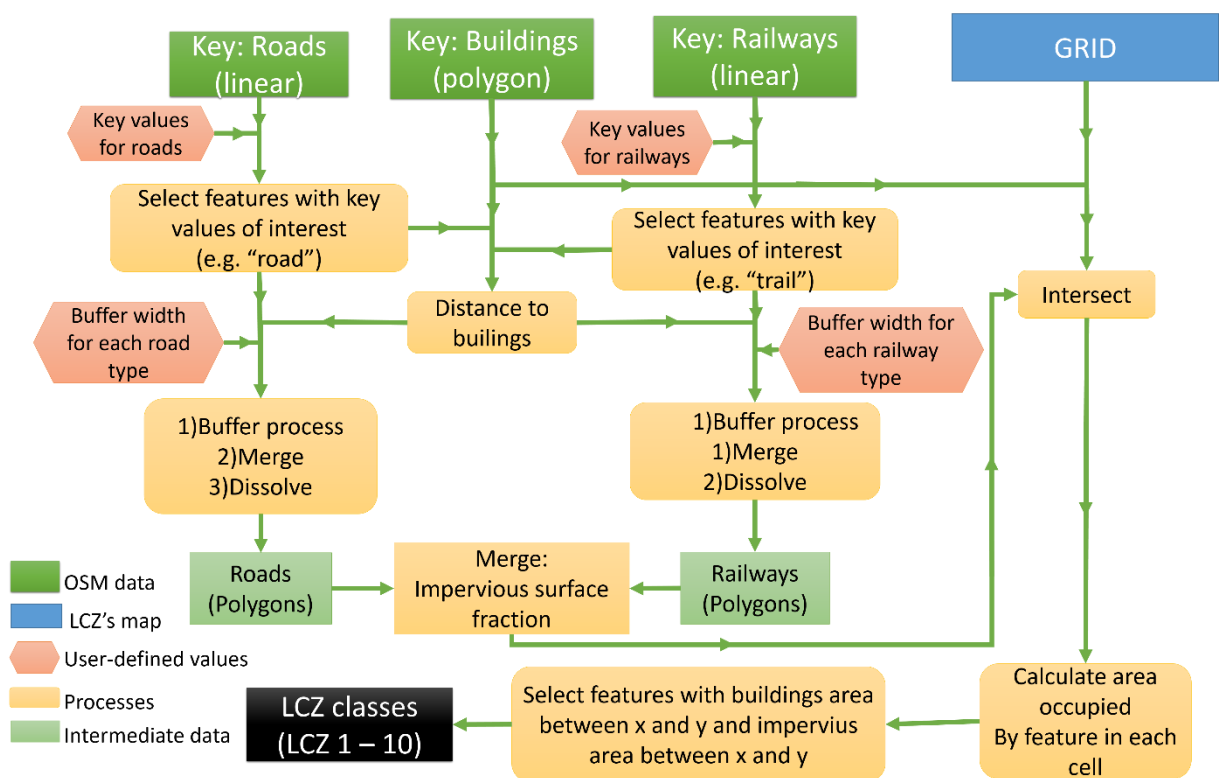 Key: Roads
(linear)
Key: Buildings
(polygon)
Key: Railways
(linear)
GRID
Key values
for roads
Key values
for railways
Select features with key
values of interest
(e.g. “road”)
Select features with key
values of interest
(e.g. “trail”)
Intersect
Buffer width
for each road
type
Distance to
builings
Buffer width for
each railway
type
1)Buffer process
2)Merge
3)Dissolve
1)Buffer process
1)Merge
2)Dissolve
Roads
(Polygons)
Merge:
Impervious surface
fraction
Railways
(Polygons)
OSM data
LCZ’s map
User-defined values
Processes
Intermediate data
LCZ classes
(LCZ 1 – 10)
Select features with buildings area
between x and y and impervius
area between x and y
Calculate area
occupied
By feature in each
cell